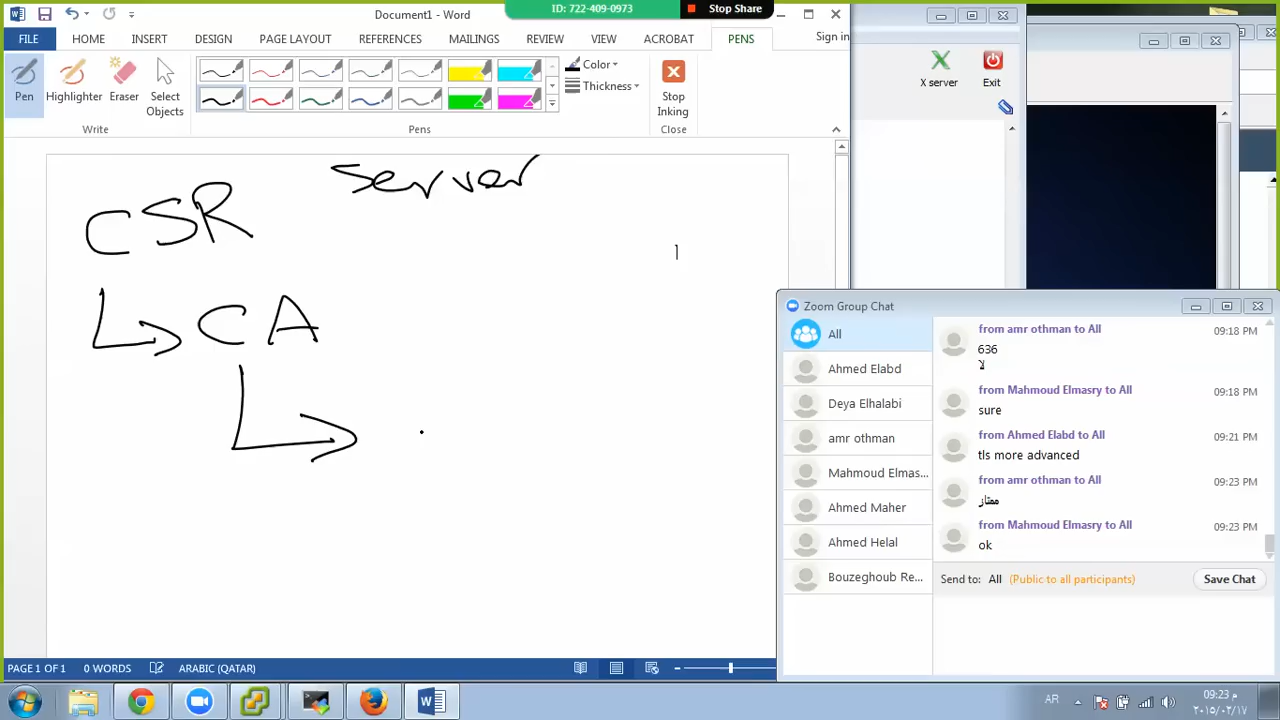 Document1 - Word
ID: 722-409-0973
Stop Share
FILE
HOME
INSERT
DESIGN
PAGE LAYOUT
REFERENCES
MAILINGS
REVIEW
VIEW
ACROBAT
PENS
Sign in
Pen
Highlighter
Eraser
Select
Objects
Color
Thickness
Stop
Inking
Write
Pens
Close
X server
Exit
Server
CSR
CA
Zoom Group Chat
All
Ahmed Elabd
Deya Elhalabi
amr othman
Mahmoud Elmas...
Ahmed Maher
Ahmed Helal
Bouzeghoub Re...
from amr othman to All 09:18 PM
636
لا
from Mahmoud Elmasry to All 09:18 PM
sure
from Ahmed Elabd to All 09:21 PM
tls more advanced
from amr othman to All 09:23 PM
ممتاز
from Mahmoud Elmasry to All 09:23 PM
ok
Send to: All (Public to all participants)
Save Chat
PAGE 1 OF 1
0 WORDS
ARABIC (QATAR)
AR
09:23 م
٢٠١٥/٠٢/١٧